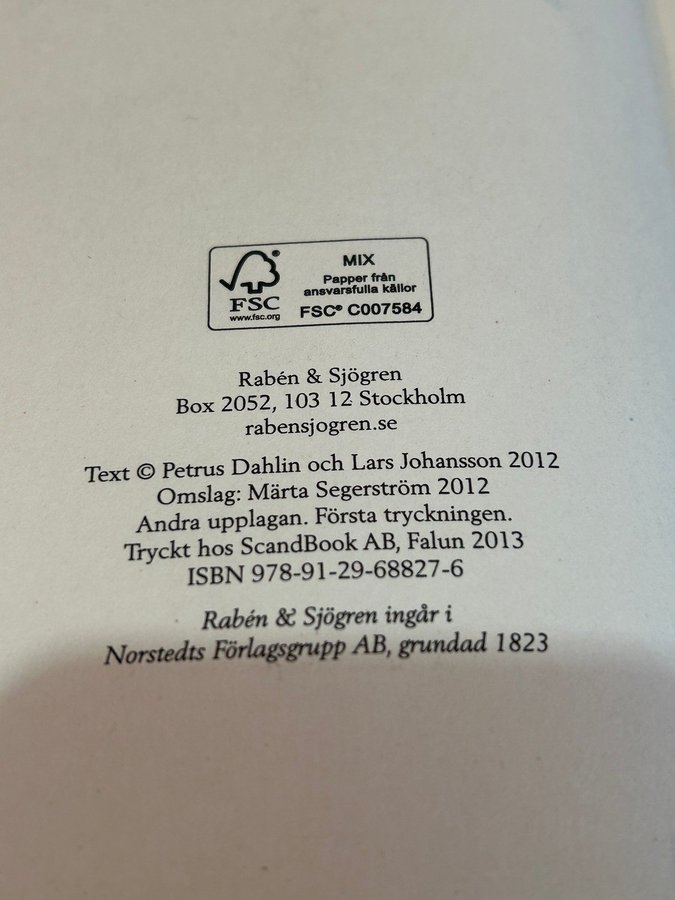 FSC®
www.fsc.org
MIX
Papper från
ansvarsfulla källor
FSC® C007584
Rabén & Sjögren
Box 2052, 103 12 Stockholm
rabensjogren.se
Text © Petrus Dahlin och Lars Johansson 2012
Omslag: Märta Segerström 2012
Andra upplagan. Första tryckningen.
Tryckt hos ScandBook AB, Falun 2013
ISBN 978-91-29-68827-6
Rabén & Sjögren ingår i
Norstedts Förlagsgrupp AB, grundad 1823